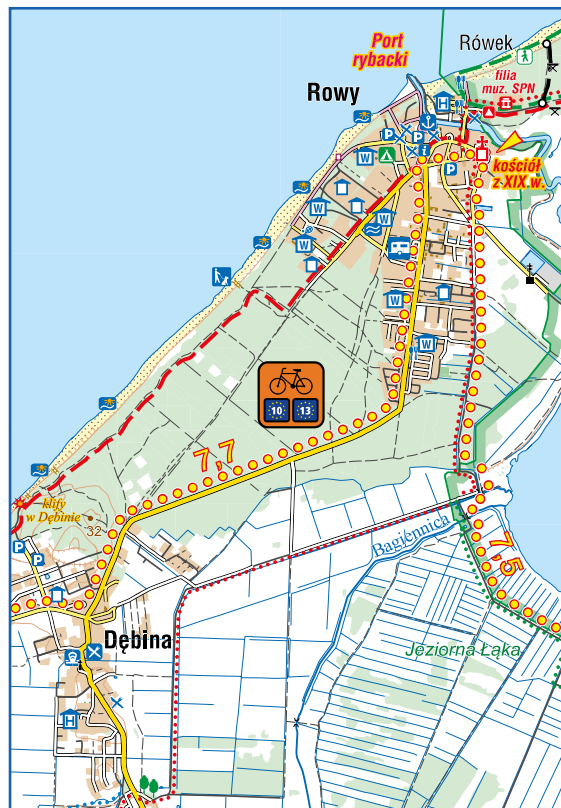 Port
rybacki
Rówek
filia
muz. SPN
Rowy
H
P
P
i
kościół
z XIX w.
P
W
W
W
W
W
W
10
13
7,7
klify
w Dębinie
32
P
P
Bagiennica
7,5
Dębina
Jeziorna Łąka
H